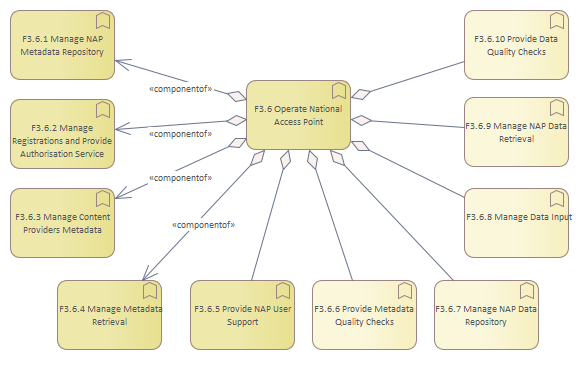 F3.6.1 Manage NAP
Metadata Repository
F3.6.10 Provide Data
Quality Checks
«componentof»
F3.6 Operate National
Access Point
F3.6.2 Manage
Registrations and Provide
Authorisation Service
«componentof»
F3.6.9 Manage NAP Data
Retrieval
«componentof»
F3.6.3 Manage Content
Providers Metadata
F3.6.8 Manage Data Input
«componentof»
F3.6.4 Manage Metadata
Retrieval
F3.6.5 Provide NAP User
Support
F3.6.6 Provide Metadata
Quality Checks
F3.6.7 Manage NAP Data
Repository